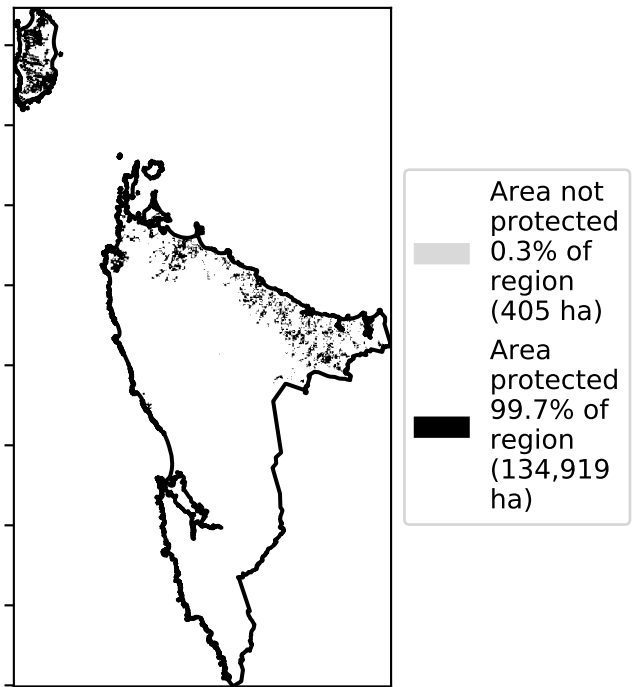 Area not
protected
0.3% of
region
(405 ha)
Area
protected
99.7% of
region
(134,919
ha)